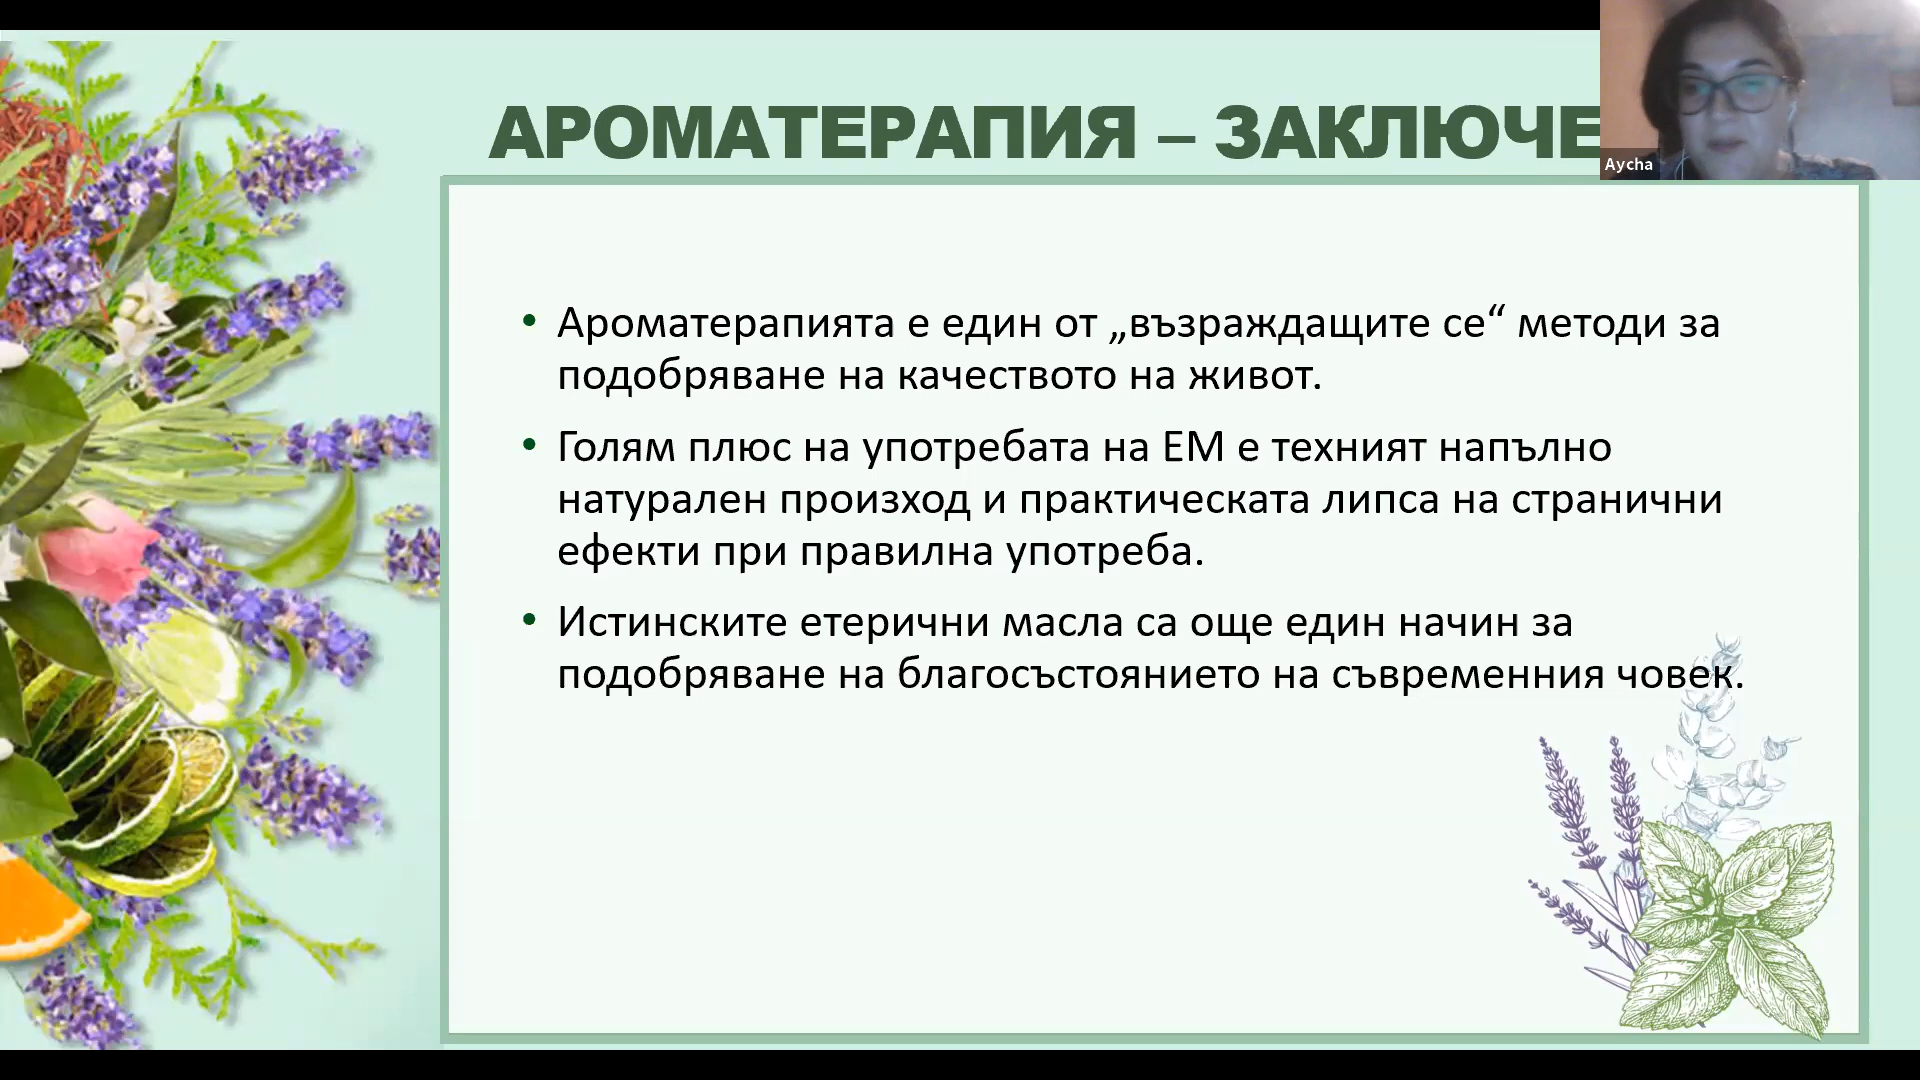 АРОМАТЕРАПИЯ – ЗАКЛЮЧЕ
Aycha
• Ароматерапията е един от „възраждащите се“ методи за
подобряване на качеството на живот.
• Голям плюс на употребата на ЕМ е техният напълно
натурален произход и практическата липса на странични
ефекти при правилна употреба.
• Истинските етерични масла са още един начин за
подобряване на благосъстоянието на съвременния човек.